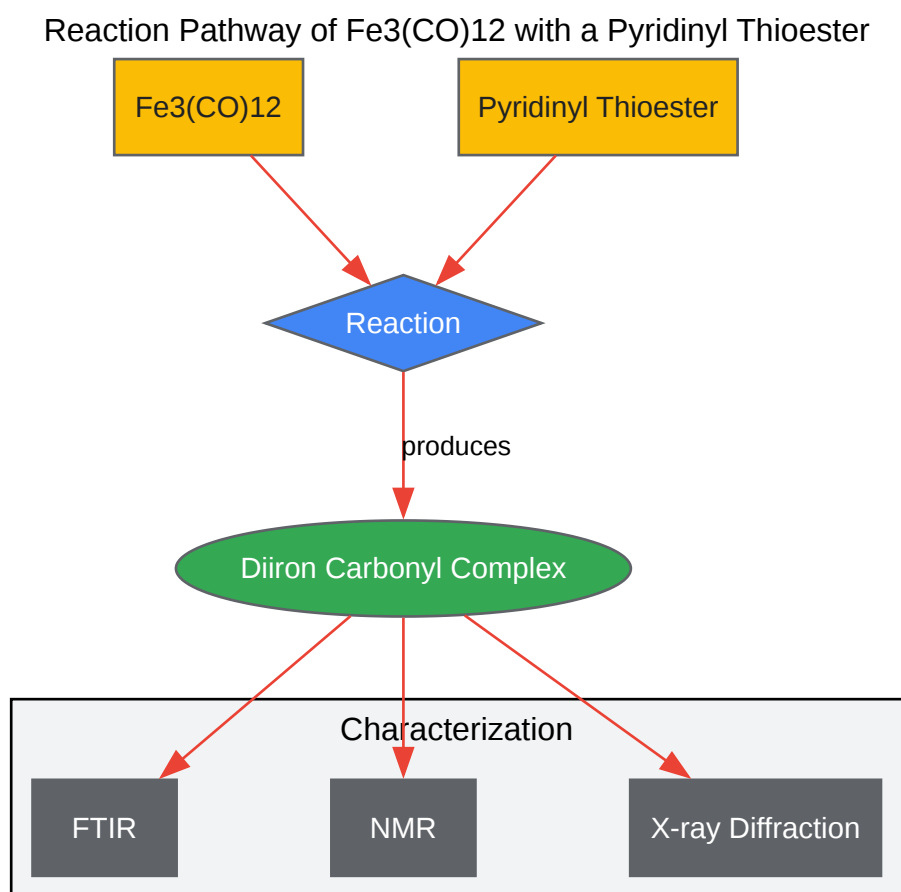 Reaction Pathway of Fe3(CO)12 with a Pyridinyl Thioester
Fe3(CO)12
Pyridinyl Thioester
Reaction
produces
Diiron Carbonyl Complex
Characterization
FTIR
NMR
X-ray Diffraction